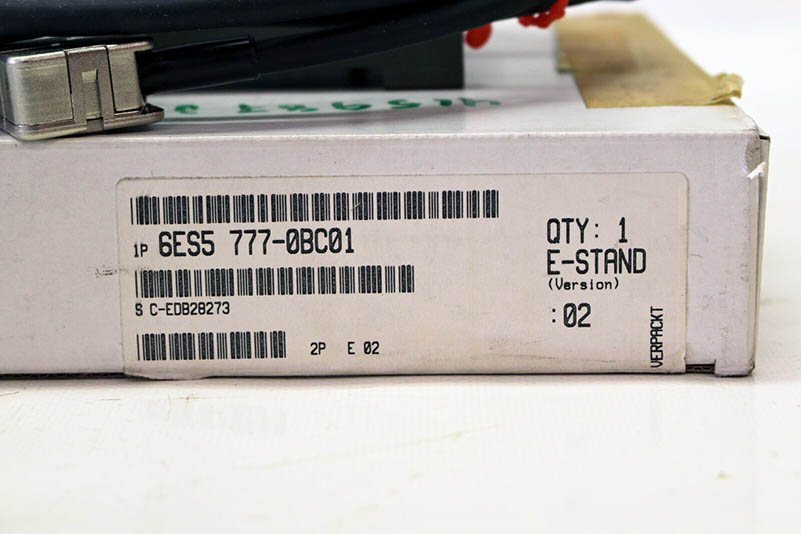 1P 6ES5 777-0BC01
S C-EDB28273
2P E 02
QTY: 1
E-STAND
(Version)
:02
VERPACKT